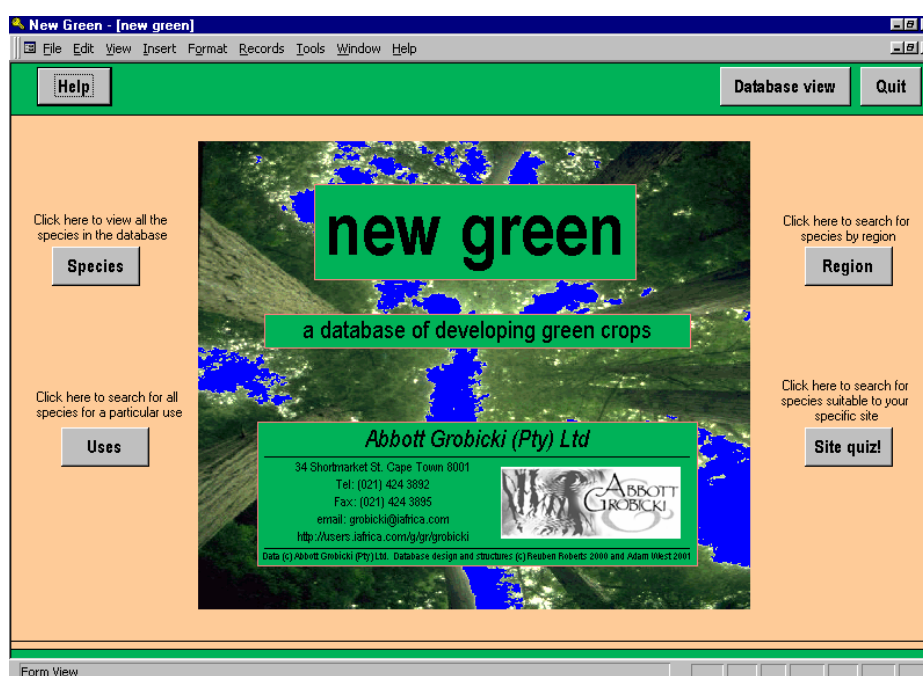 New Green - [new green]
File Edit View Insert Format Records Tools Window Help
Help
Database view
Quit
new green
a database of developing green crops
Click here to view all the
species in the database
Species
Click here to search for
species by region
Region
Click here to search for all
species for a particular use
Uses
Click here to search for
species suitable to your
specific site
Site quiz!
Abbott Grobicki (Pty) Ltd
34 Shortmarket St. Cape Town 8001
Tel: (021) 424 3892
Fax: (021) 424 3895
email: grobicki@iafrica.com
http://users.iafrica.com/g/gr/grobicki
ABBOTT
GROBICKI
Data (c) Abbott Grobicki (Pty) Ltd. Database design and structures (c) Reuben Roberts 2000 and Adam West 2001
Form View